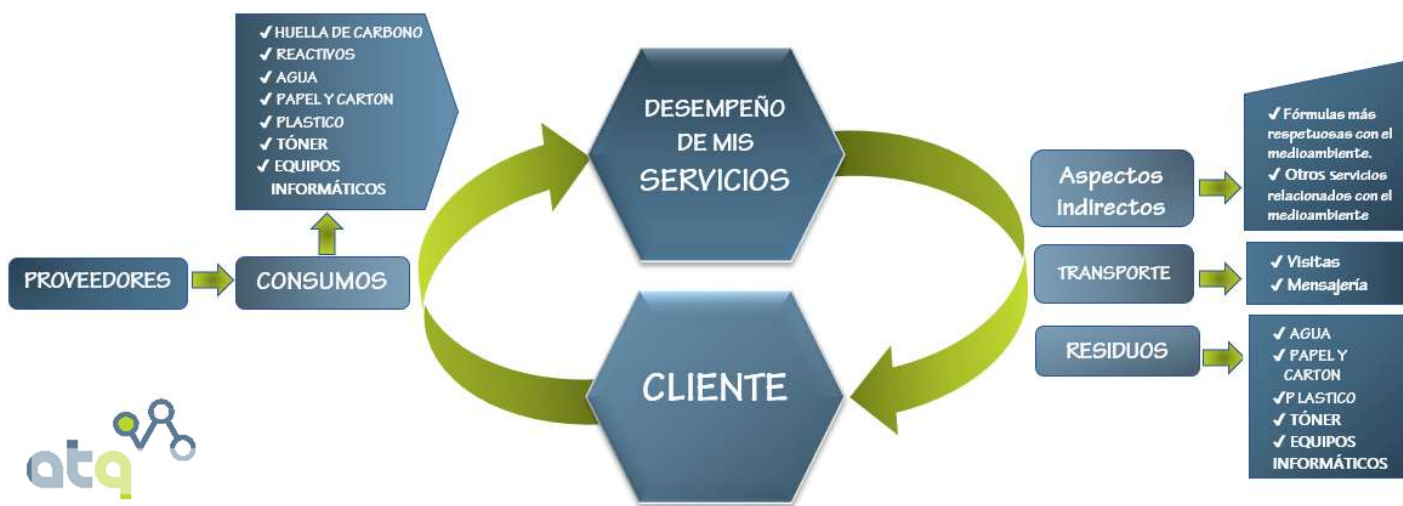 ✓ HUELLA DE CARBONO
✓ REACTIVOS
✓ AGUA
✓ PAPEL Y CARTON
✓ PLASTICO
✓ TÓNER
✓ EQUIPOS
INFORMÁTICOS
PROVEEDORES
CONSUMOS
DESEMPEÑO
DE MIS
SERVICIOS
CLIENTE
Aspectos
Indirectos
✓ Fórmulas más
respetuosas con el
medioambiente.
✓ Otros servicios
relacionados con el
medioambiente
TRANSPORTE
✓ Visitas
✓ Mensajería
RESIDUOS
✓ AGUA
✓ PAPEL Y
CARTON
✓P LASTICO
✓ TÓNER
✓ EQUIPOS
INFORMÁTICOS
atq